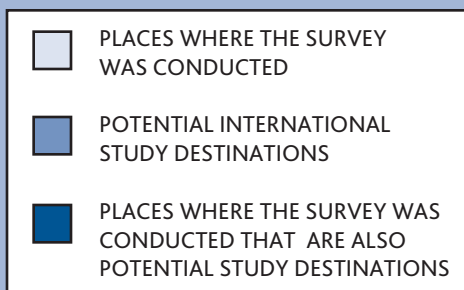 PLACES WHERE THE SURVEY
WAS CONDUCTED
POTENTIAL INTERNATIONAL
STUDY DESTINATIONS
PLACES WHERE THE SURVEY WAS
CONDUCTED THAT ARE ALSO
POTENTIAL STUDY DESTINATIONS